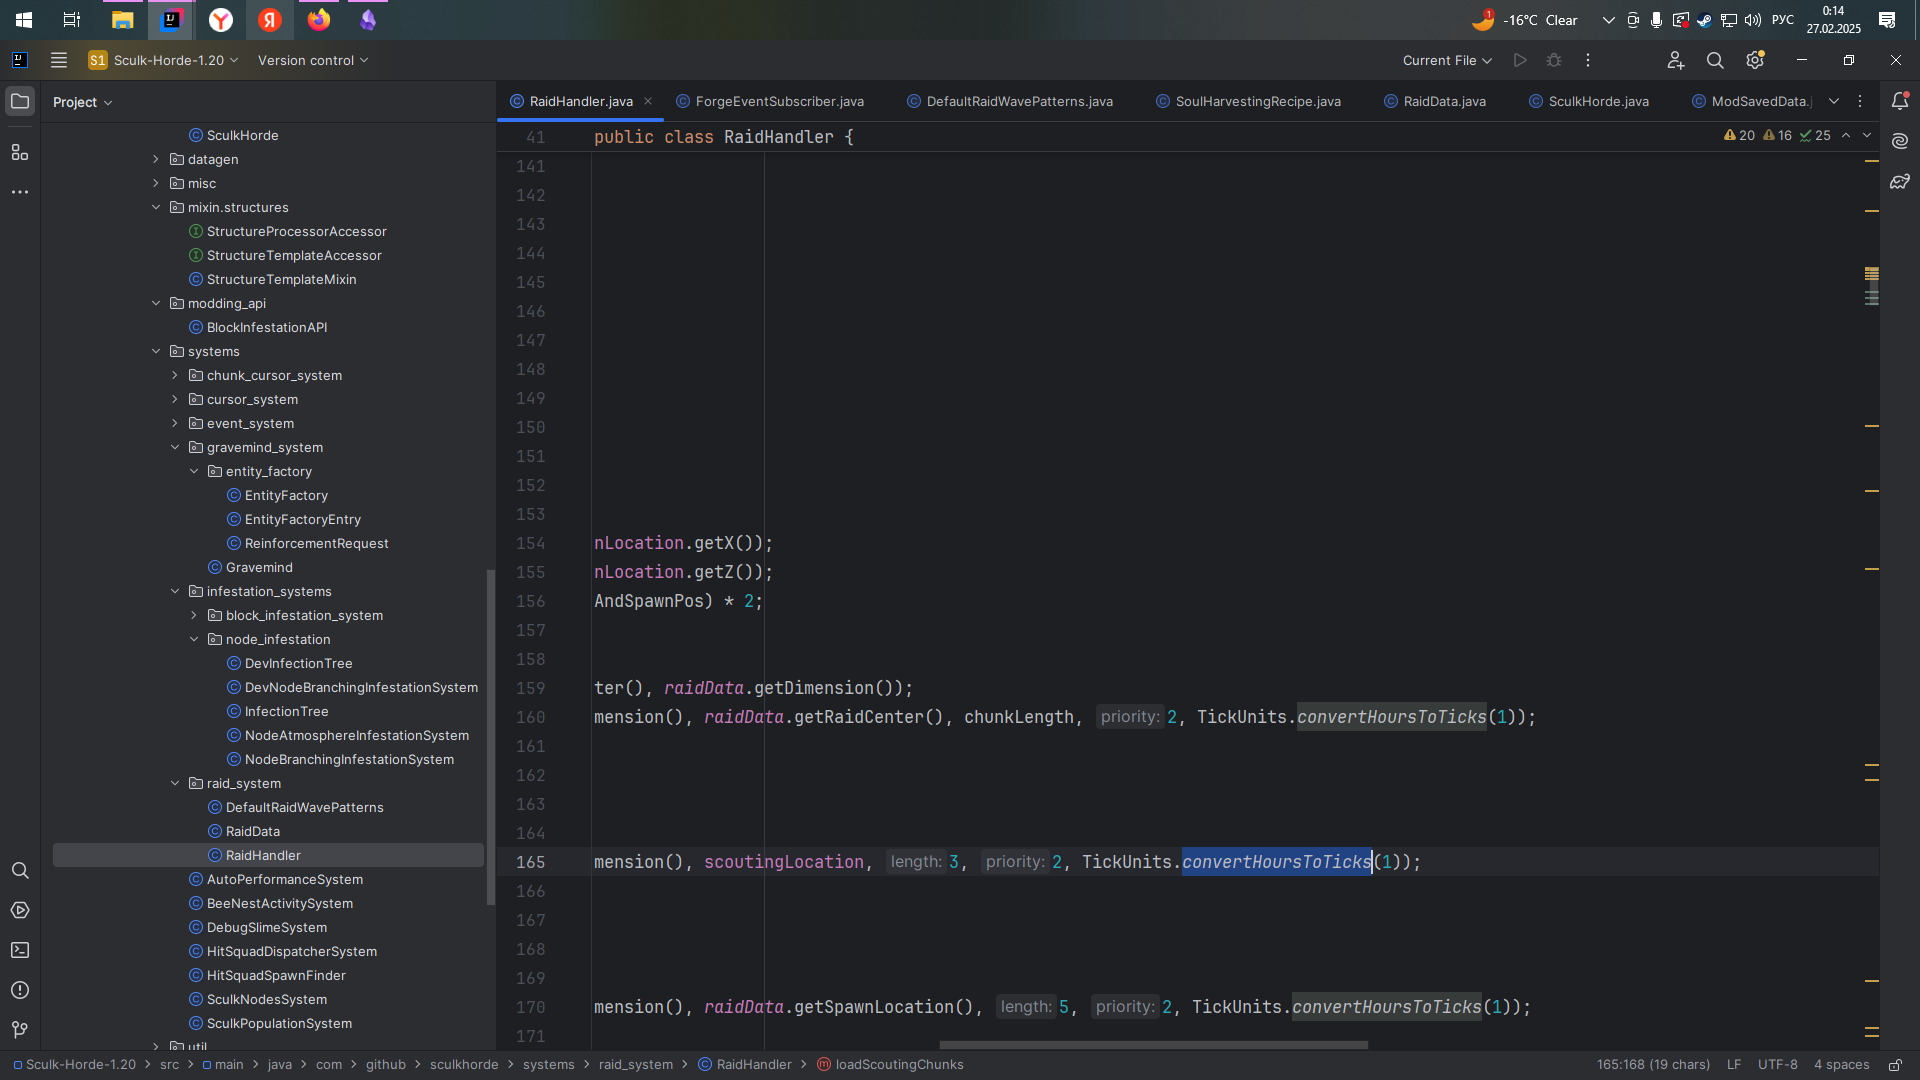 1 -16°C Clear РУС 0:14
27.02.2025
S1 Sculk-Horde-1.20 Version control Current File
Project
RaidHandler.java ForgeEventSubscriber.java DefaultRaidWavePatterns.java SoulHarvestingRecipe.java RaidData.java SculkHorde.java ModSavedData.j
SculkHorde
datagen
misc
mixin.structures
StructureProcessorAccessor
StructureTemplateAccessor
StructureTemplateMixin
modding_api
BlockInfestationAPI
systems
chunk_cursor_system
cursor_system
event_system
gravemind_system
entity_factory
EntityFactory
EntityFactoryEntry
ReinforcementRequest
Gravemind
infestation_systems
block_infestation_system
node_infestation
DevInfectionTree
DevNodeBranchingInfestationSystem
InfectionTree
NodeAtmosphereInfestationSystem
NodeBranchingInfestationSystem
raid_system
DefaultRaidWavePatterns
RaidData
RaidHandler
AutoPerformanceSystem
BeeNestActivitySystem
DebugSlimeSystem
HitSquadDispatcherSystem
HitSquadSpawnFinder
SculkNodesSystem
SculkPopulationSystem
util
41 public class RaidHandler { 20 16 25
141
142
143
144
145
146
147
148
149
150
151
152
153
154 nLocation.getX());
155 nLocation.getZ());
156 AndSpawnPos) * 2;
157
158
159 ter(), raidData.getDimension());
160 mension(), raidData.getRaidCenter(), chunkLength, priority: 2, TickUnits.convertHoursToTicks(1));
161
162
163
164
165 mension(), scoutingLocation, length: 3, priority: 2, TickUnits.convertHoursToTicks(1));
166
167
168
169
170 mension(), raidData.getSpawnLocation(), length: 5, priority: 2, TickUnits.convertHoursToTicks(1));
171
Sculk-Horde-1.20 > src > main > java > com > github > sculkhorde > systems > raid_system > RaidHandler > loadScoutingChunks 165:168 (19 chars) LF UTF-8 4 spaces